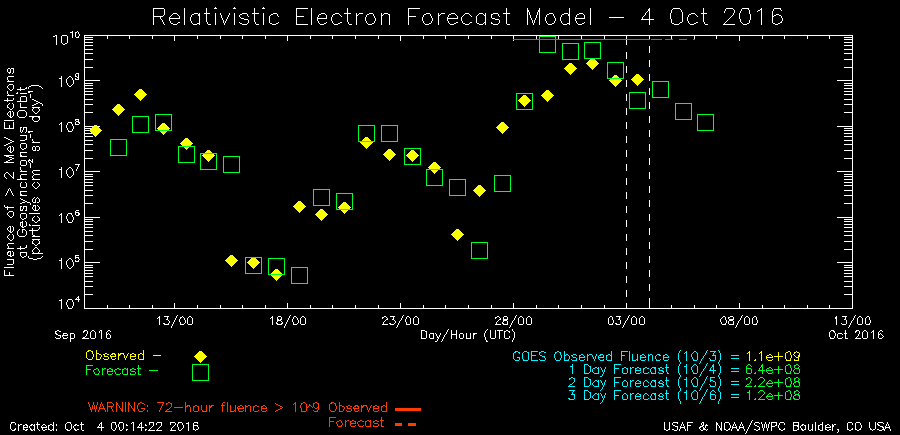 Relativistic Electron Forecast Model – 4 Oct 2016
Fluence of > 2 MeV Electrons
at Geosynchronous Orbit
(particles cm⁻² sr⁻¹ day⁻¹)
10¹⁰
10⁹
10⁸
10⁷
10⁶
10⁵
10⁴
13/00 18/00 23/00 28/00 03/00 08/00 13/00
Sep 2016 Day/Hour (UTC) Oct 2016
Observed –
Forecast –
GOES Observed Fluence (10/3) = 1.1e+09
1 Day Forecast (10/4) = 6.4e+08
2 Day Forecast (10/5) = 2.2e+08
3 Day Forecast (10/6) = 1.2e+08
WARNING: 72-hour fluence > 10^9 Observed
Forecast
Created: Oct 4 00:14:22 2016
USAF & NOAA/SWPC Boulder, CO USA